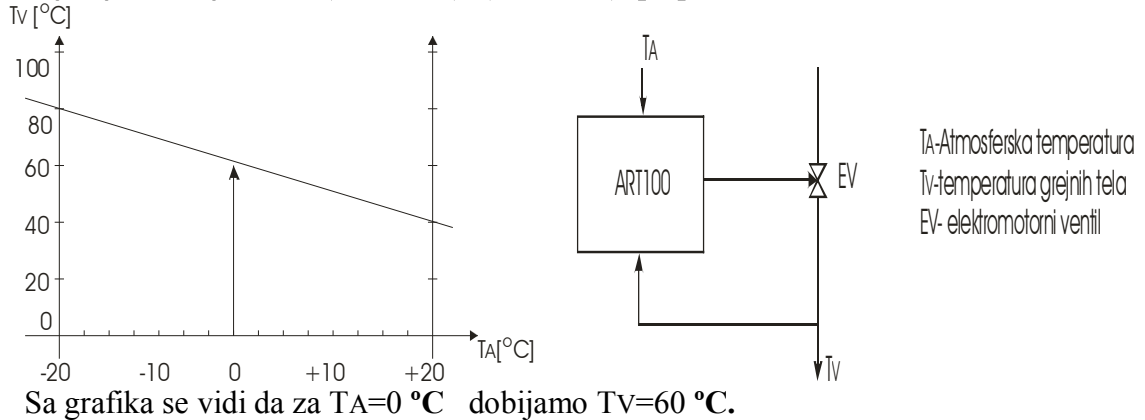 Tv [°C]
100
80
60
40
20
0
-20 -10 0 +10 +20
TA[°C]
TA
ART100
EV
Tv
TA-Atmosferska temperatura
Tv-temperatura grejnih tela
EV- elektromotorni ventil
Sa grafika se vidi da za TA=0 °C dobijamo TV=60 °C.